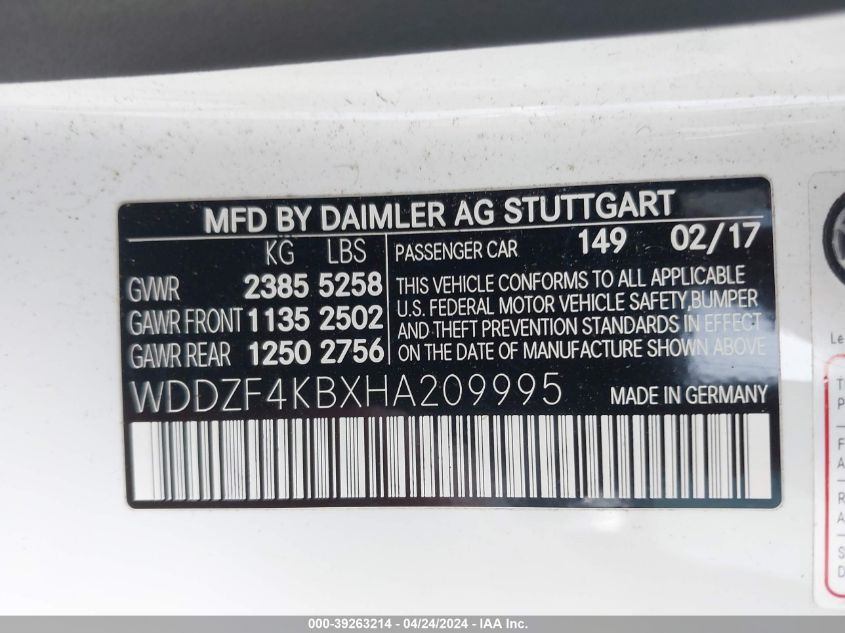 MFD BY DAIMLER AG STUTTGART
KG LBS PASSENGER CAR 149 02/17
GVWR 2385 5258 THIS VEHICLE CONFORMS TO ALL APPLICABLE
U.S. FEDERAL MOTOR VEHICLE SAFETY, BUMPER
GAWR FRONT 1135 2502 AND THEFT PREVENTION STANDARDS IN EFFECT
GAWR REAR 1250 2756 ON THE DATE OF MANUFACTURE SHOWN ABOVE
WDDZF4KBXHA209995 MADE IN GERMANY
Le
T
P
F
A
R
A
S
D
000-39263214 - 04/24/2024 - IAA Inc.